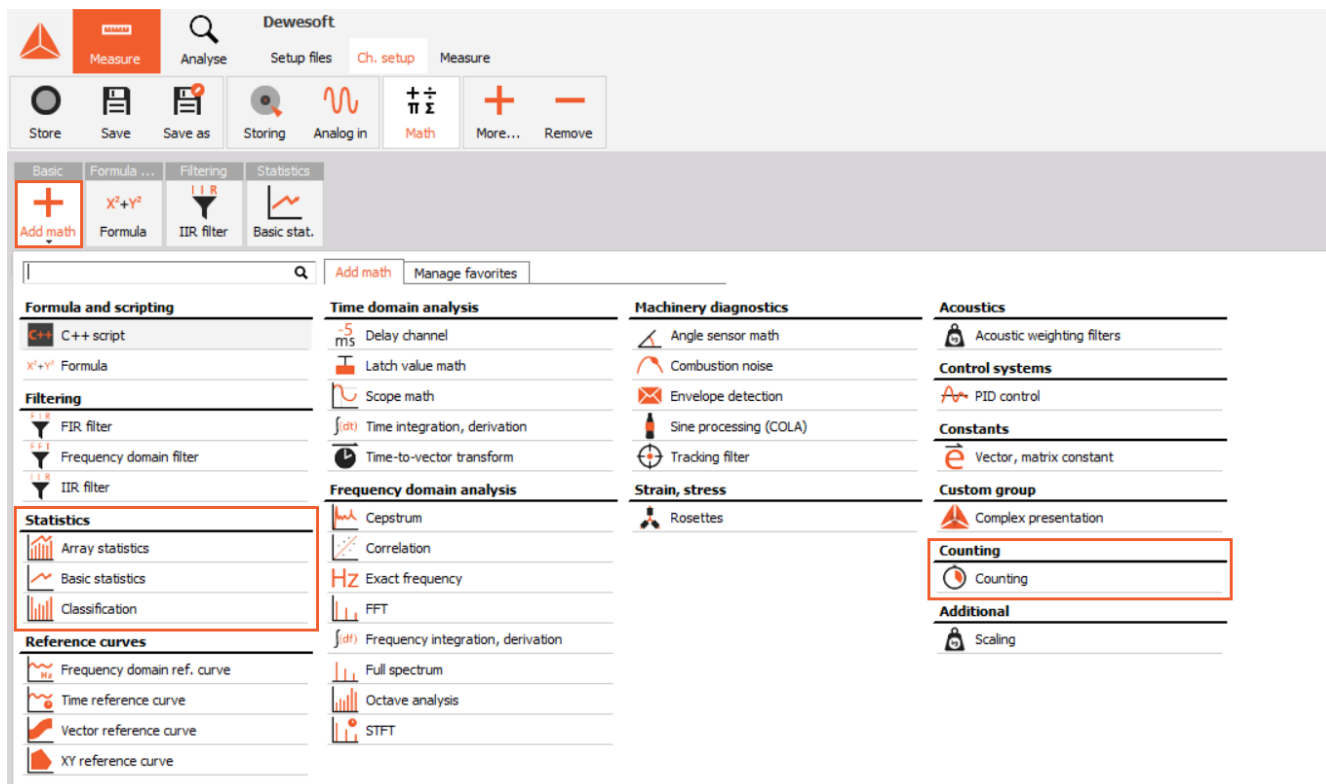 Dewesoft
Measure
Analyse
Setup files
Ch. setup
Measure
Store
Save
Save as
Storing
Analog in
+ ÷
π Σ
Math
More...
Remove
Basic
Formula ...
Filtering
Statistics
Add math
X²+Y²
Formula
I I R
IIR filter
Basic stat.
Add math
Manage favorites
Formula and scripting
C++ C++ script
X²+Y² Formula
Filtering
F I R
FIR filter
F F T
Frequency domain filter
I I R
IIR filter
Statistics
Array statistics
Basic statistics
Classification
Reference curves
Hz Frequency domain ref. curve
Time reference curve
Vector reference curve
XY reference curve
Time domain analysis
-5
ms Delay channel
Latch value math
Scope math
∫(dt) Time integration, derivation
Time-to-vector transform
Frequency domain analysis
Cepstrum
Correlation
Hz Exact frequency
FFT
∫(df) Frequency integration, derivation
Full spectrum
Octave analysis
STFT
Machinery diagnostics
Angle sensor math
Combustion noise
Envelope detection
Sine processing (COLA)
Tracking filter
Strain, stress
Rosettes
Acoustics
kg Acoustic weighting filters
Control systems
PID control
Constants
e Vector, matrix constant
Custom group
Complex presentation
Counting
Counting
Additional
kg Scaling